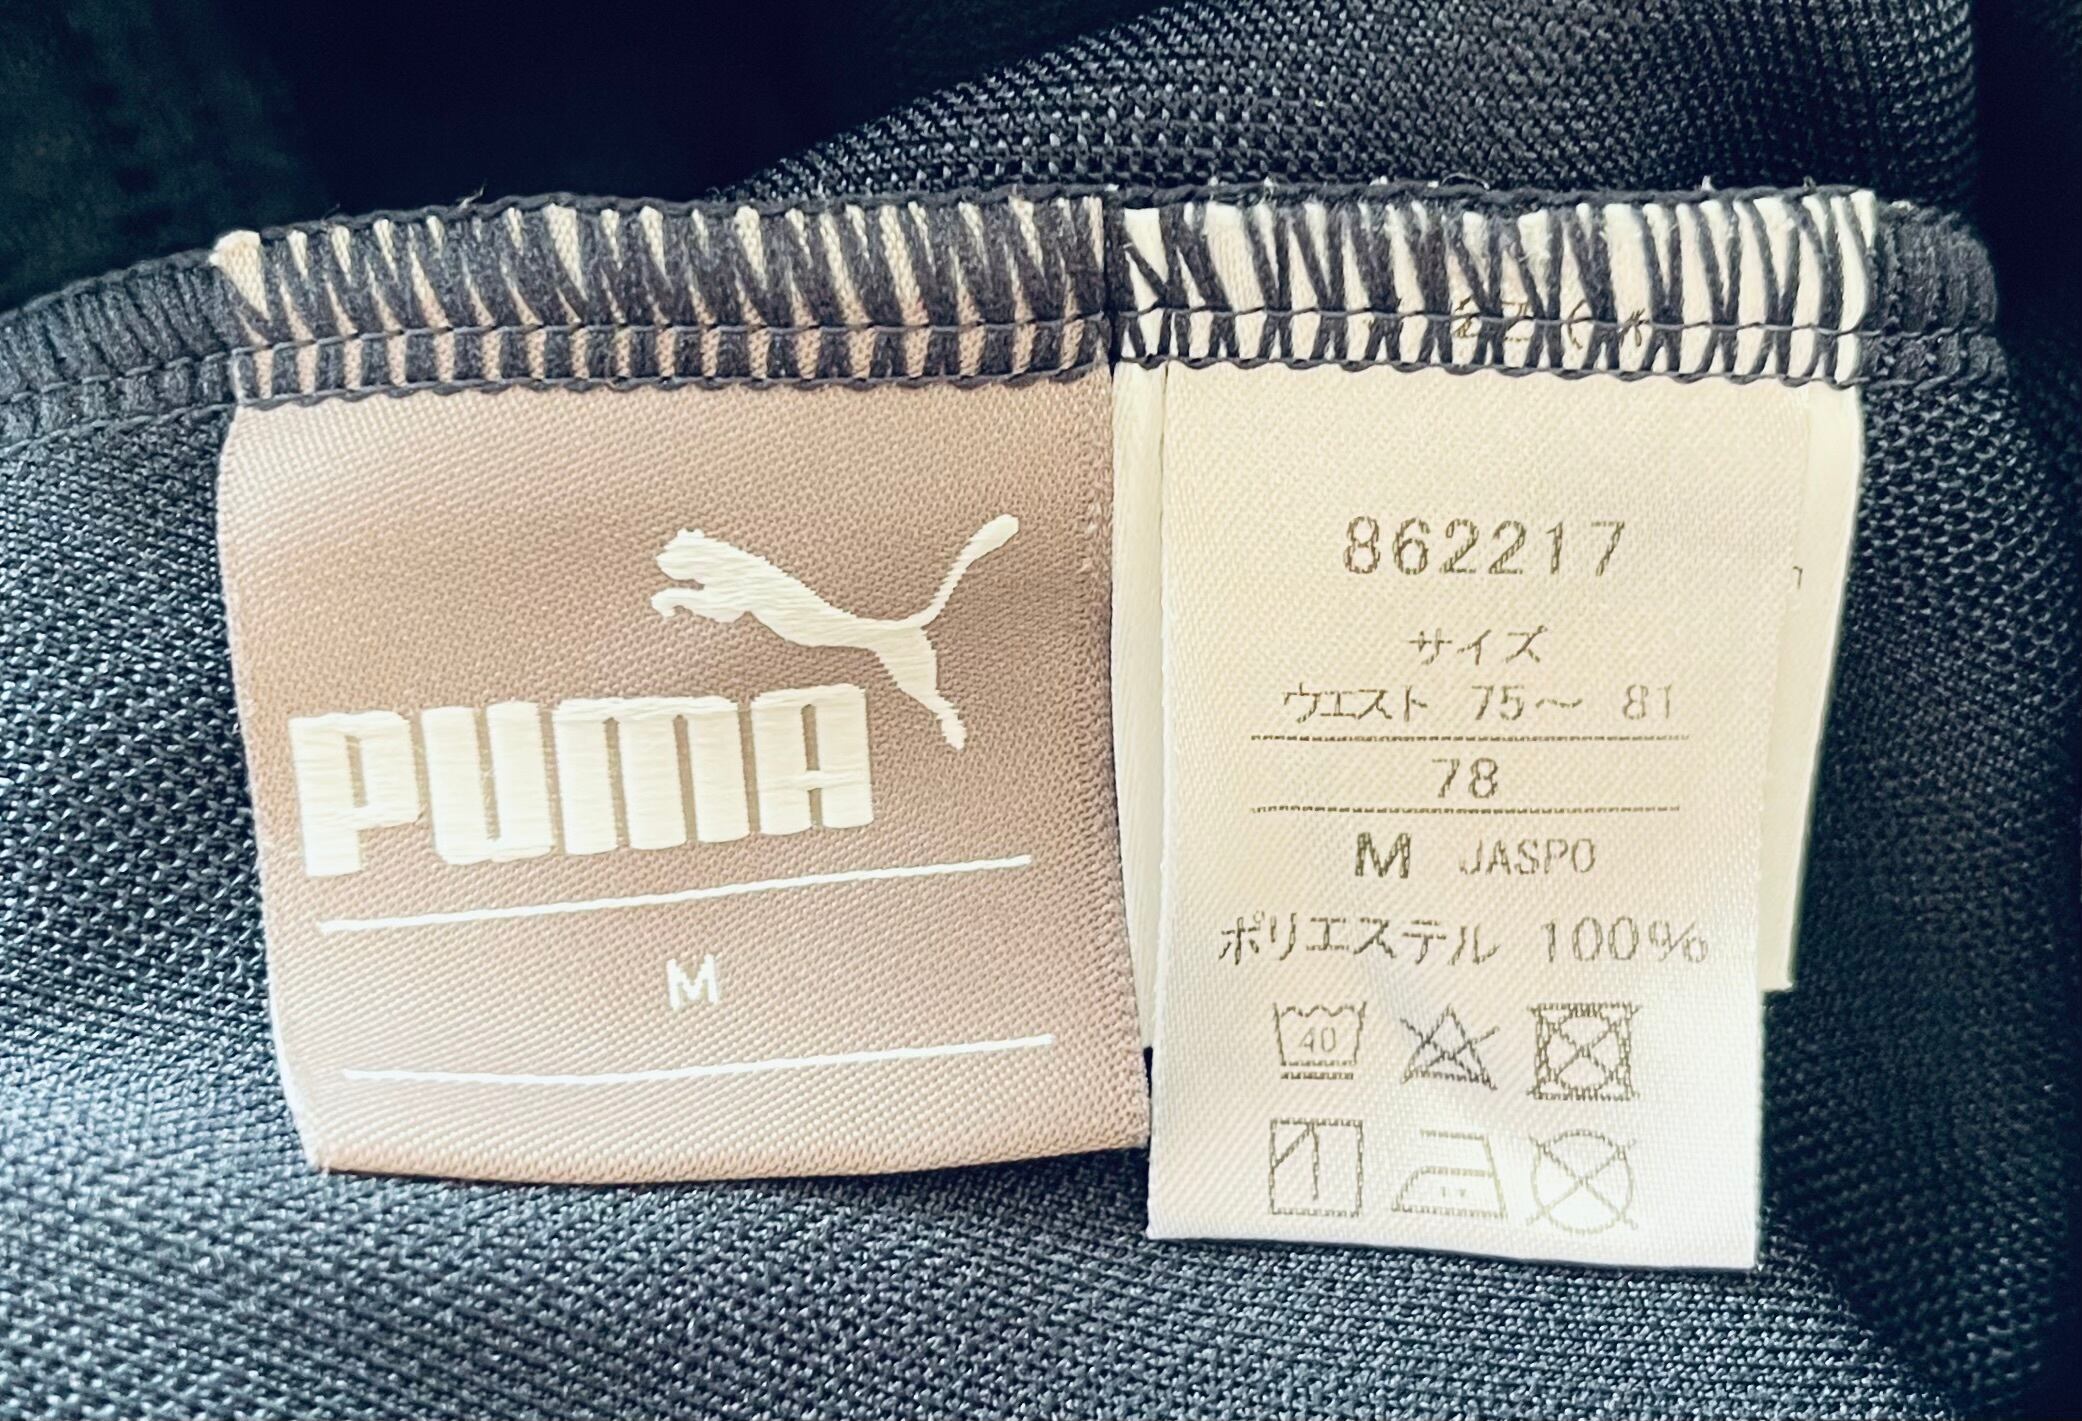 PUMA
M
862217
サイズ
ウエスト 75～ 81
78
M JASPO
ポリエステル 100%
40